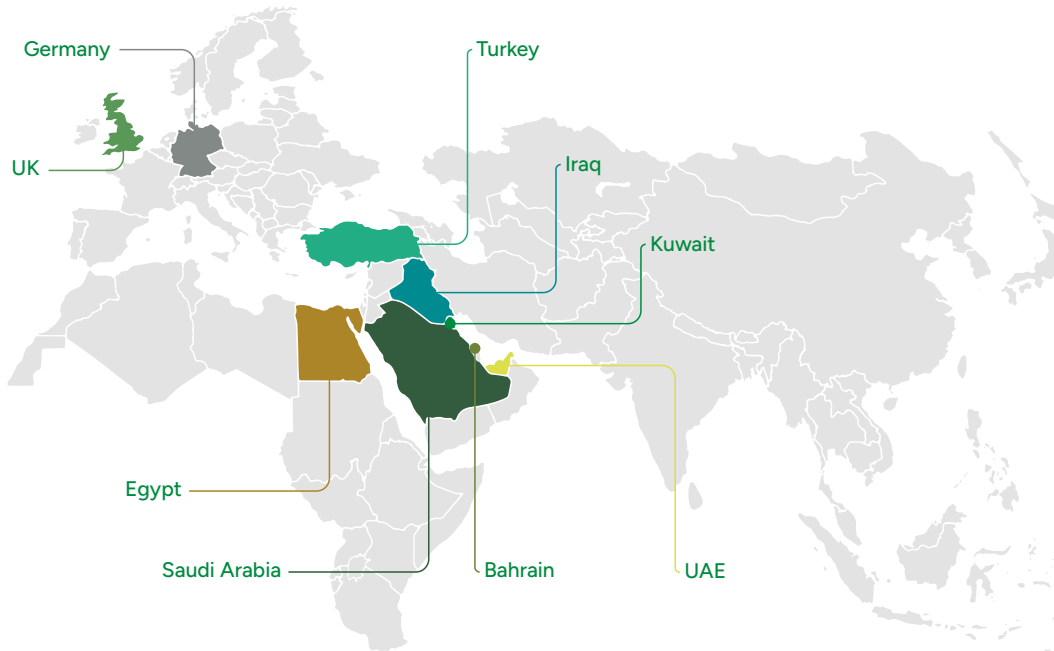 Germany
Turkey
UK
Iraq
Kuwait
Egypt
Saudi Arabia
Bahrain
UAE